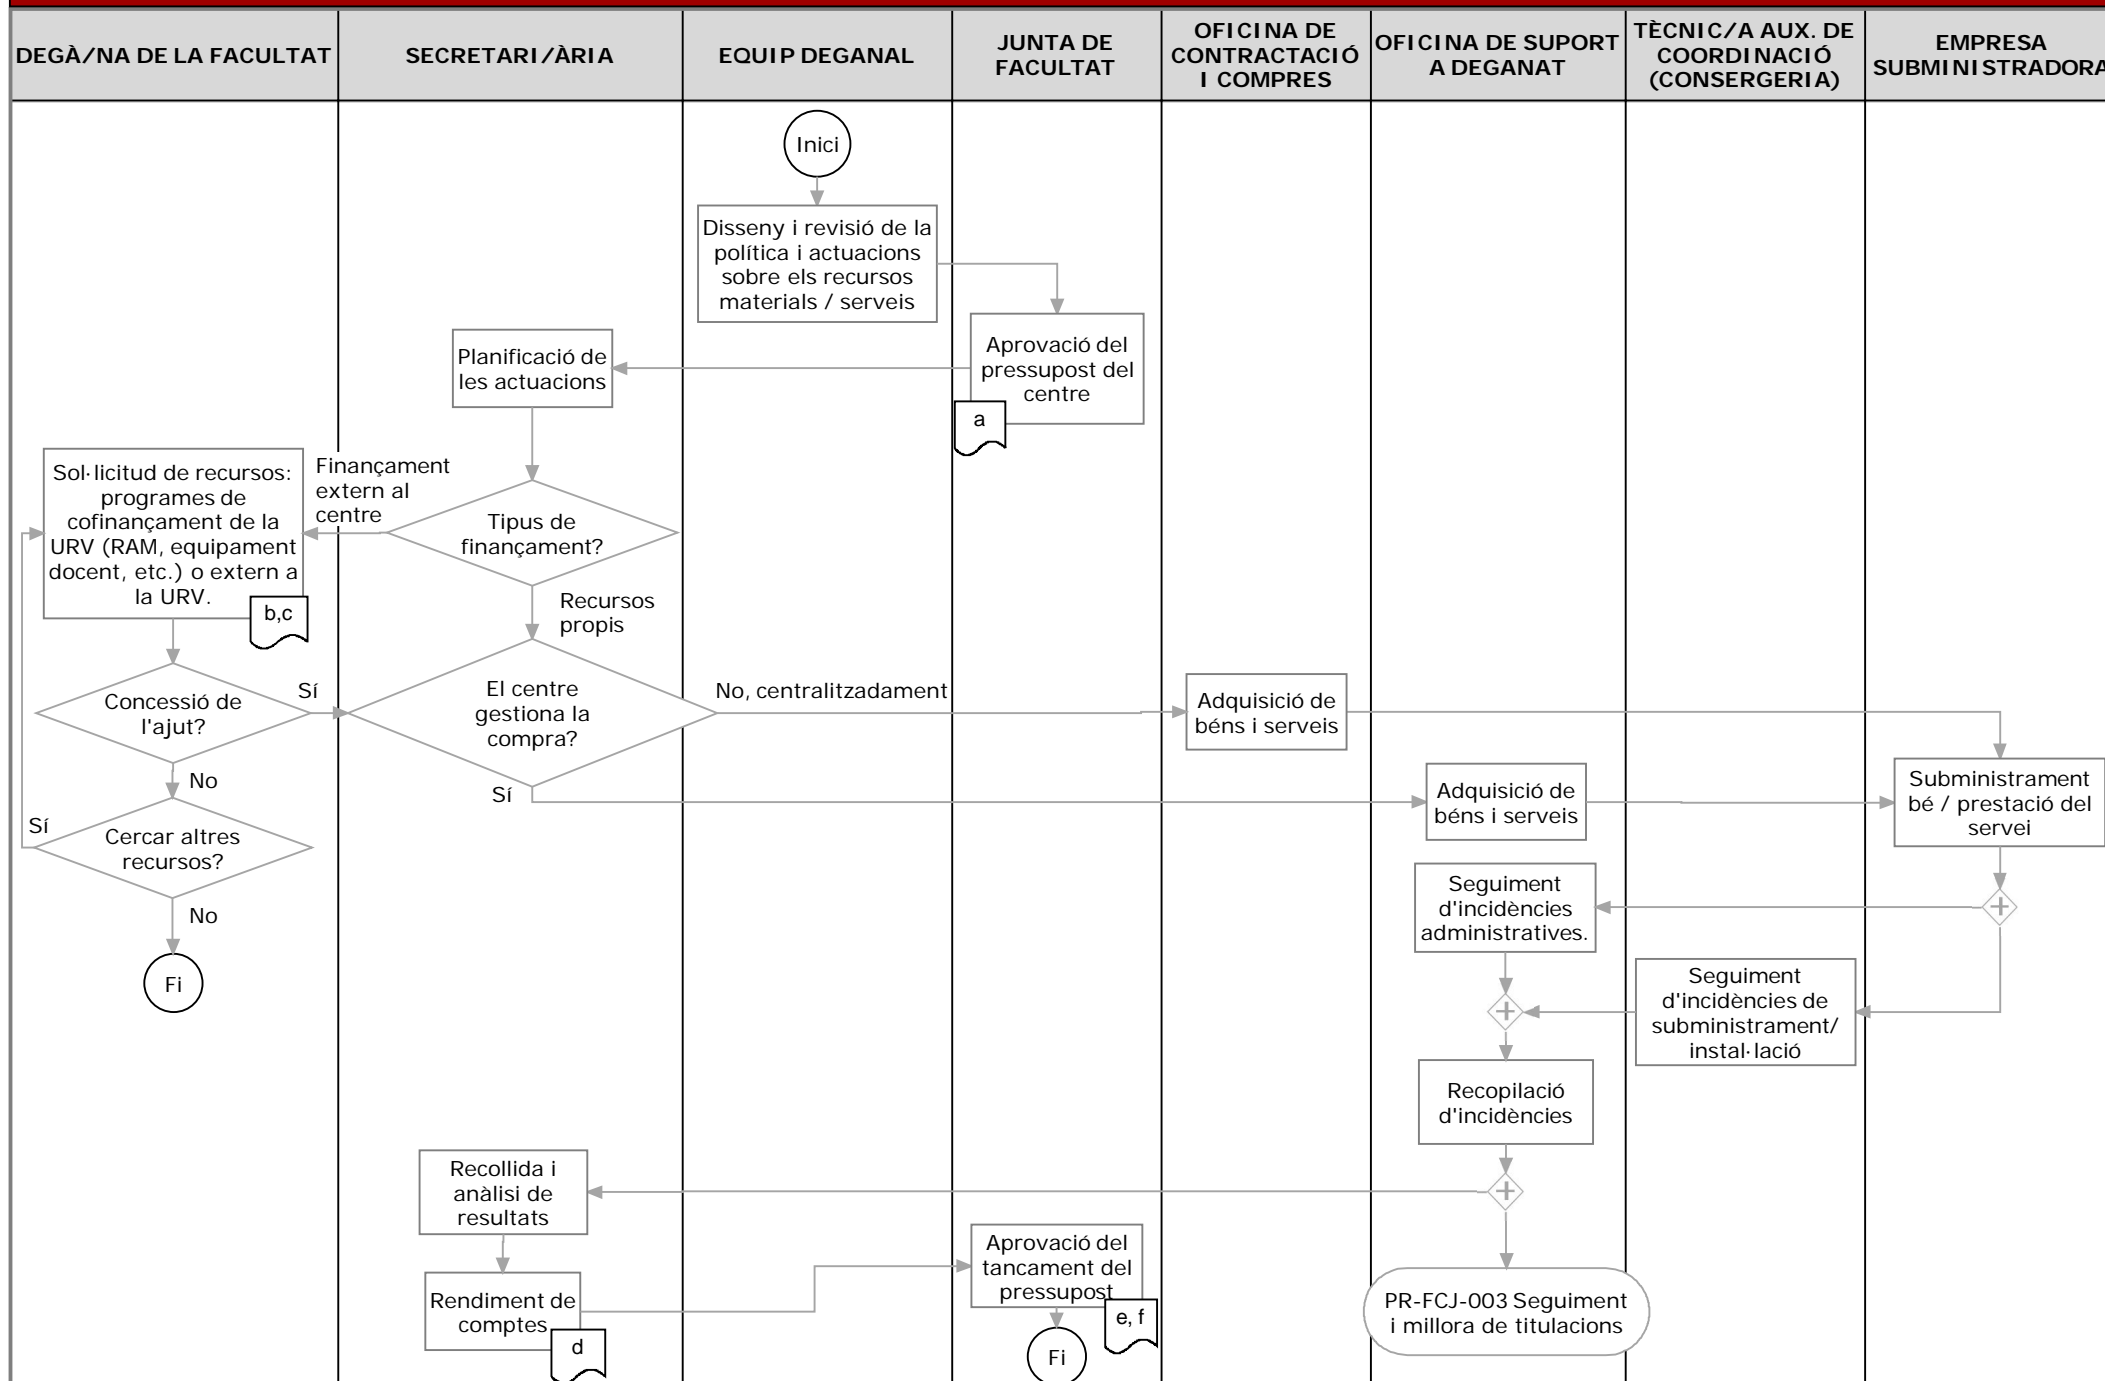 DEGÀ/NA DE LA FACULTAT
SECRETARI/ÀRIA
EQUIP DEGANAL
JUNTA DE
FACULTAT
OFICINA DE
CONTRACTACIÓ
I COMPRES
OFICINA DE SUPORT
A DEGANAT
TÈCNIC/A AUX. DE
COORDINACIÓ
(CONSERGERIA)
EMPRESA
SUBMINISTRADORA
Inici
Disseny i revisió de la
política i actuacions
sobre els recursos
materials / serveis
Aprovació del
pressupost del
centre
a
Planificació de
les actuacions
Tipus de
finançament?
Finançament
extern al
centre
Sol·licitud de recursos:
programes de
cofinançament de la
URV (RAM, equipament
docent, etc.) o extern a
la URV.
b,c
Recursos
propis
Concessió de
l'ajut?
Sí
El centre
gestiona la
compra?
No, centralitzadament
Adquisició de
béns i serveis
No
Sí
Adquisició de
béns i serveis
Subministrament
bé / prestació del
servei
Sí
Cercar altres
recursos?
No
Fi
Seguiment
d'incidències
administratives.
Seguiment
d'incidències de
subministrament/
instal·lació
Recopilació
d'incidències
Recollida i
anàlisi de
resultats
Rendiment de
comptes
d
Aprovació del
tancament del
pressupost
e, f
Fi
PR-FCJ-003 Seguiment
i millora de titulacions